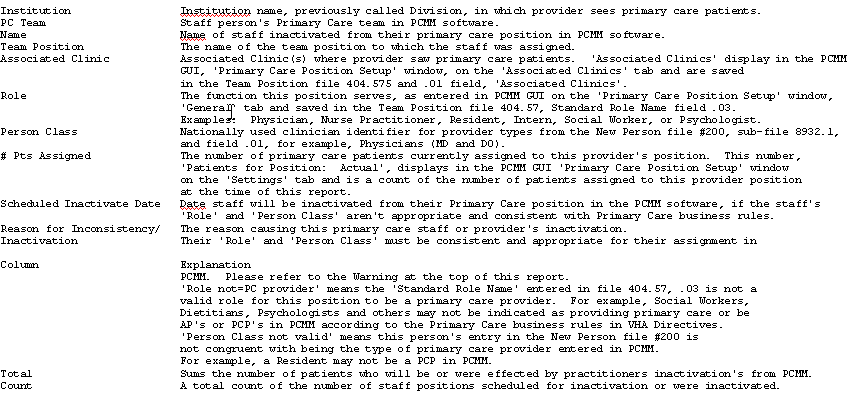 Institution Institution name, previously called Division, in which provider sees primary care patients.
PC Team Staff person's Primary Care team in PCMM software.
Name Name of staff inactivated from their primary care position in PCMM software.
Team Position The name of the team position to which the staff was assigned.
Associated Clinic Associated Clinic(s) where provider saw primary care patients. 'Associated Clinics' display in the PCMM
GUI, 'Primary Care Position Setup' window, on the 'Associated Clinics' tab and are saved
in the Team Position file 404.575 and .01 field, 'Associated Clinics'.
Role The function this position serves, as entered in PCMM GUI on the 'Primary Care Position Setup' window,
'General' tab and saved in the Team Position file 404.57, Standard Role Name field .03.
Examples: Physician, Nurse Practitioner, Resident, Intern, Social Worker, or Psychologist.
Person Class Nationally used clinician identifier for provider types from the New Person file #200, sub-file 8932.1,
and field .01, for example, Physicians (MD and DO).
# Pts Assigned The number of primary care patients currently assigned to this provider's position. This number,
'Patients for Position: Actual', displays in the PCMM GUI 'Primary Care Position Setup' window
on the 'Settings' tab and is a count of the number of patients assigned to this provider position
at the time of this report.
Scheduled Inactivate Date Date staff will be inactivated from their Primary Care position in the PCMM software, if the staff's
'Role' and 'Person Class' aren't appropriate and consistent with Primary Care business rules.
Reason for Inconsistency/ The reason causing this primary care staff or provider's inactivation.
Inactivation Their 'Role' and 'Person Class' must be consistent and appropriate for their assignment in
Column Explanation
PCMM. Please refer to the Warning at the top of this report.
'Role not=PC provider' means the 'Standard Role Name' entered in file 404.57, .03 is not a
valid role for this position to be a primary care provider. For example, Social Workers,
Dietitians, Psychologists and others may not be indicated as providing primary care or be
AP's or PCP's in PCMM according to the Primary Care business rules in VHA Directives.
'Person Class not valid' means this person's entry in the New Person file #200 is
not congruent with being the type of primary care provider entered in PCMM.
For example, a Resident may not be a PCP in PCMM.
Total Sums the number of patients who will be or were effected by practitioners inactivation's from PCMM.
Count A total count of the number of staff positions scheduled for inactivation or were inactivated.